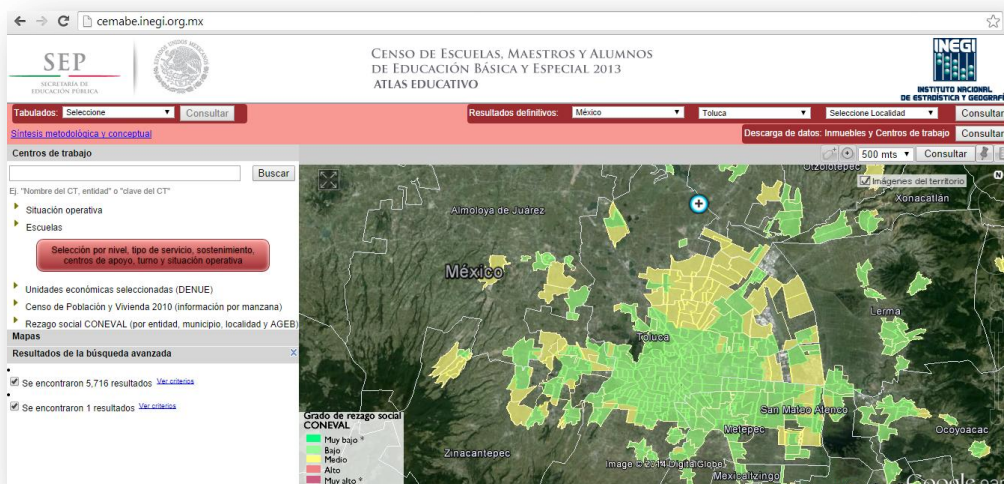 cemabe.inegi.org.mx
SEP
SECRETARÍA DE
EDUCACIÓN PÚBLICA
ESTADOS UNIDOS MEXICANOS
CENSO DE ESCUELAS, MAESTROS Y ALUMNOS
DE EDUCACIÓN BÁSICA Y ESPECIAL 2013
ATLAS EDUCATIVO
INEGI
INSTITUTO NACIONAL
DE ESTADÍSTICA Y GEOGRAFÍ
Tabulados: Seleccione Consultar
Resultados definitivos: México Toluca Seleccione Localidad Consultar
Síntesis metodológica y conceptual
Descarga de datos: Inmuebles y Centros de trabajo Consultar
Centros de trabajo
500 mts Consultar
Buscar
Ej. "Nombre del CT, entidad" o "clave del CT"
Situación operativa
Escuelas
Selección por nivel, tipo de servicio, sostenimiento,
centros de apoyo, turno y situación operativa
Unidades económicas seleccionadas (DENUE)
Censo de Población y Vivienda 2010 (información por manzana)
Rezago social CONEVAL (por entidad, municipio, localidad y AGEB)
Mapas
Resultados de la búsqueda avanzada X
Se encontraron 5,716 resultados Ver criterios
Se encontraron 1 resultados Ver criterios
Otzolotepec
Imágenes del territorio
N
Xonacatlán
Almoloya de Juárez
México
Lerma
Toluca
San Mateo Atenco
Metepec
Ocoyoacac
Zinacantepec
Image © 2014 DigitalGlobe
Mexicaltzingo
Google ea
Grado de rezago social
CONEVAL
Muy bajo *
Bajo
Medio
Alto
Muy alto *